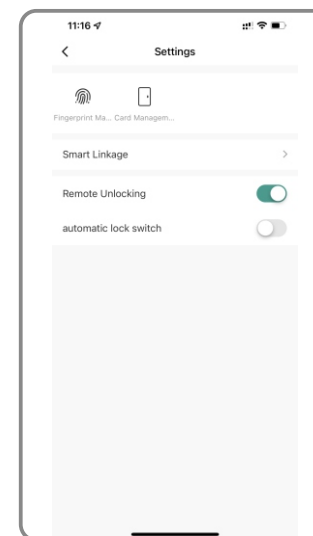 11:16
Settings
Fingerprint Ma... Card Managem...
Smart Linkage
Remote Unlocking
automatic lock switch